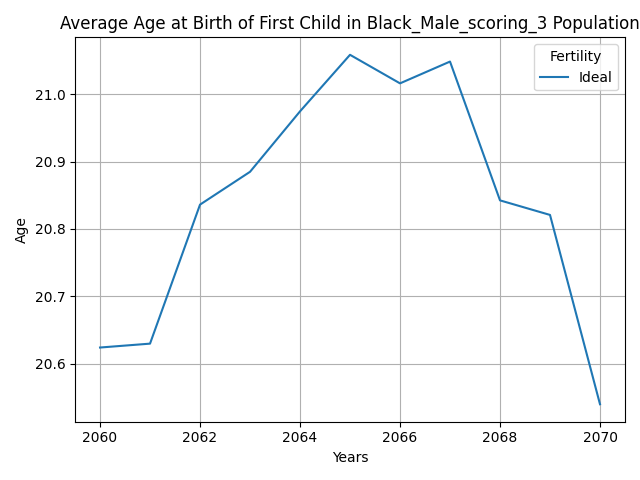 Average Age at Birth of First Child in Black_Male_scoring_3 Population
Fertility
Ideal
21.0
20.9
20.8
20.7
20.6
Age
2060
2062
2064
2066
2068
2070
Years